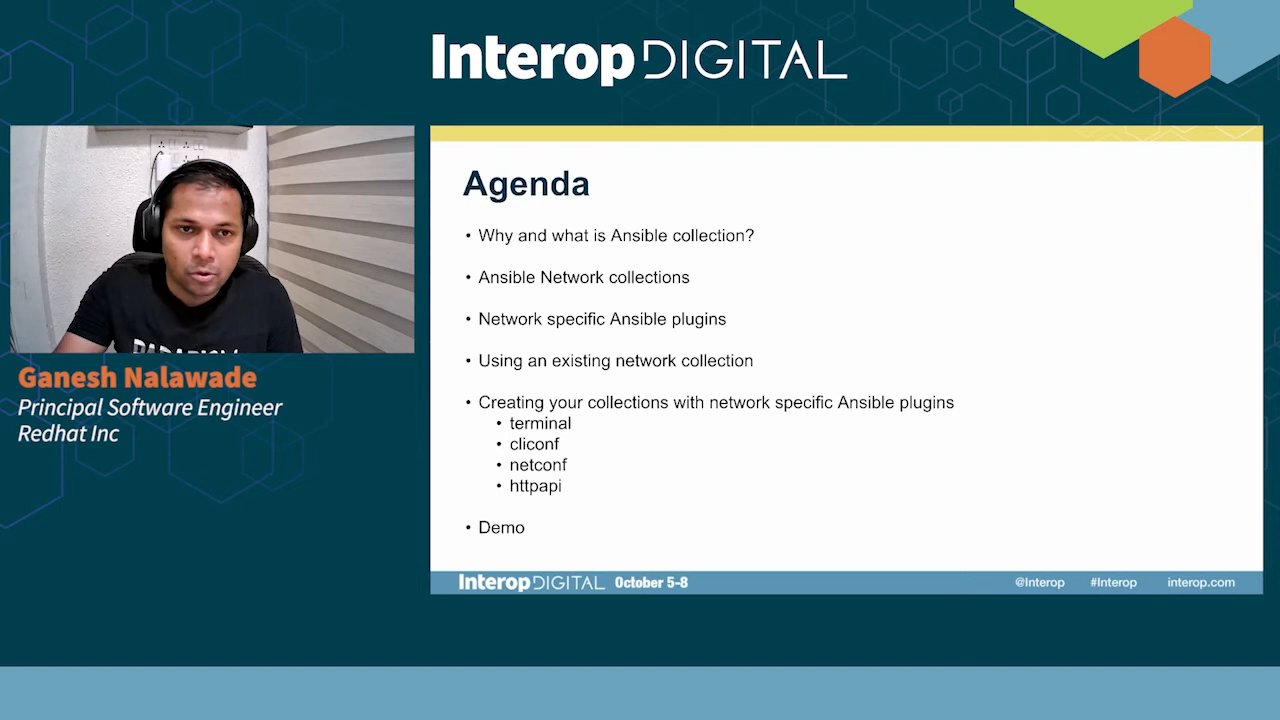 Interop DIGITAL
Ganesh Nalawade
Principal Software Engineer
Redhat Inc
Agenda
• Why and what is Ansible collection?
• Ansible Network collections
• Network specific Ansible plugins
• Using an existing network collection
• Creating your collections with network specific Ansible plugins
• terminal
• cliconf
• netconf
• httpapi
• Demo
Interop DIGITAL October 5-8 @Interop #Interop interop.com